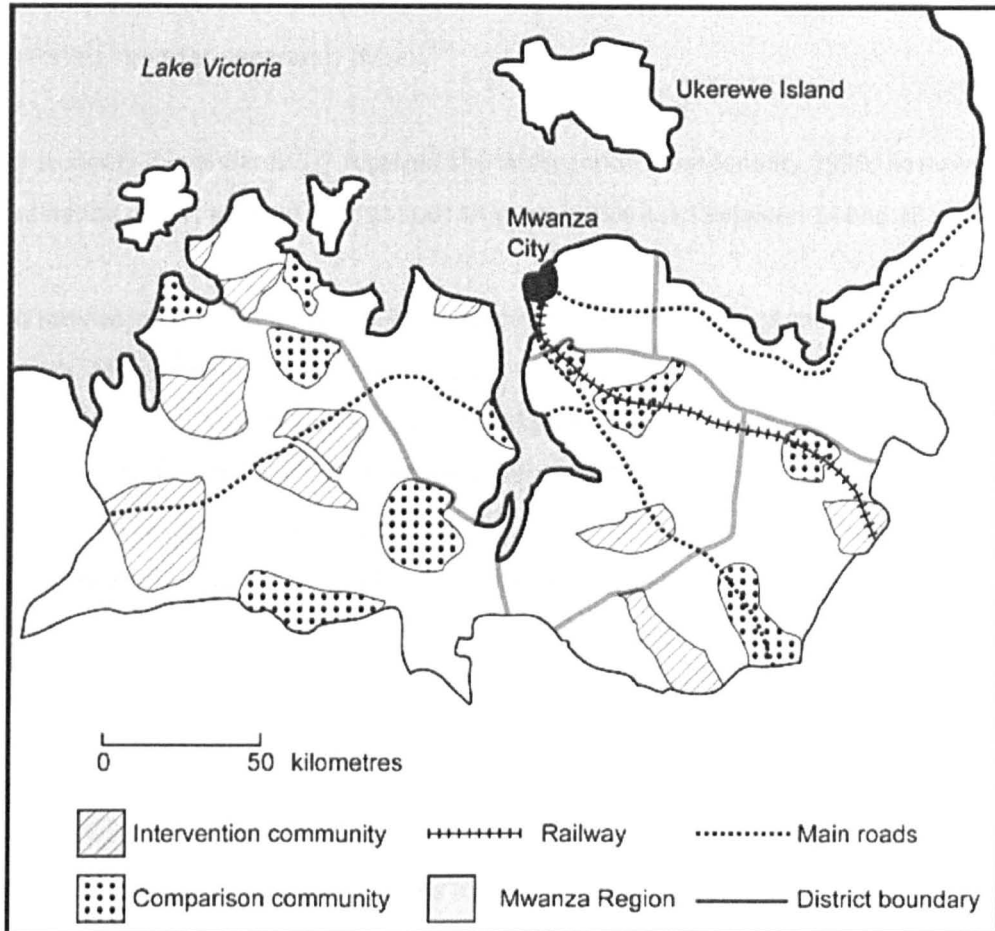 Lake Victoria
Ukerewe Island
Mwanza
City
0 50 kilometres
Intervention community
Railway
Main roads
Comparison community
Mwanza Region
District boundary